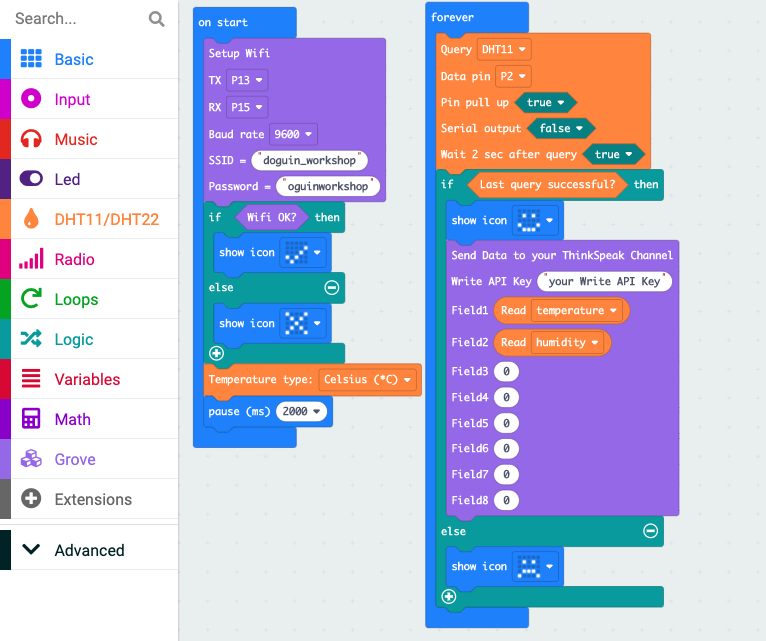 Search...
Basic
Input
Music
Led
DHT11/DHT22
Radio
Loops
Logic
Variables
Math
Grove
Extensions
Advanced
on start
Setup Wifi
TX P13
RX P15
Baud rate 9600
SSID = "doguin_workshop"
Password = "oguinworkshop"
if Wifi OK? then
show icon
else
show icon
Temperature type: Celsius (*C)
pause (ms) 2000
forever
Query DHT11
Data pin P2
Pin pull up true
Serial output false
Wait 2 sec after query true
if Last query successful? then
show icon
Send Data to your ThinkSpeak Channel
Write API Key "your Write API Key"
Field1 Read temperature
Field2 Read humidity
Field3 0
Field4 0
Field5 0
Field6 0
Field7 0
Field8 0
else
show icon